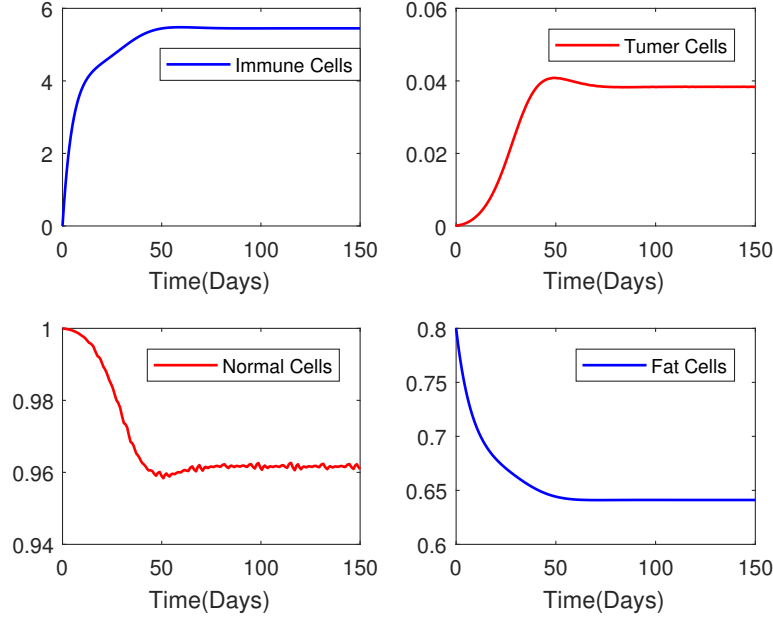 6
4
2
0
Immune Cells
0 50 100 150
Time(Days)
0.06
0.04
0.02
0
Tumer Cells
0 50 100 150
Time(Days)
1
0.98
0.96
0.94
Normal Cells
0 50 100 150
Time(Days)
0.8
0.75
0.7
0.65
0.6
Fat Cells
0 50 100 150
Time(Days)